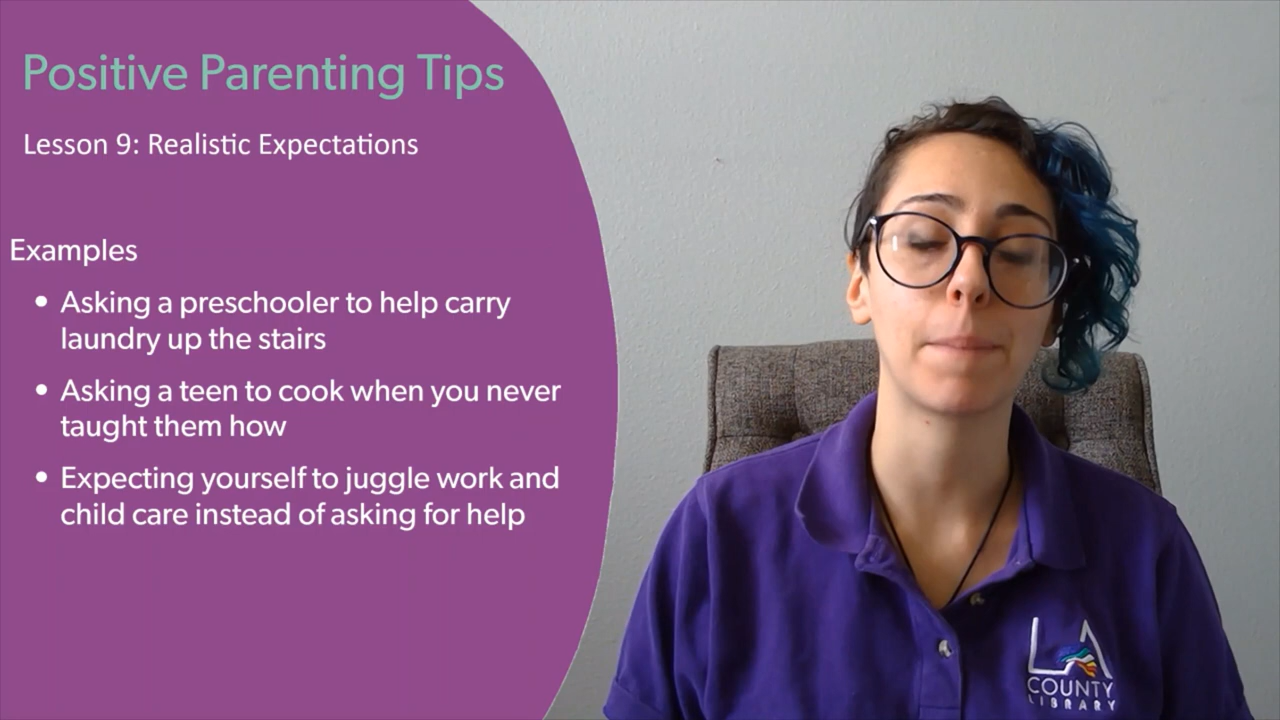 Positive Parenting Tips
Lesson 9: Realistic Expectations
Examples
• Asking a preschooler to help carry
laundry up the stairs
• Asking a teen to cook when you never
taught them how
• Expecting yourself to juggle work and
child care instead of asking for help
LA
COUNTY
LIBRARY